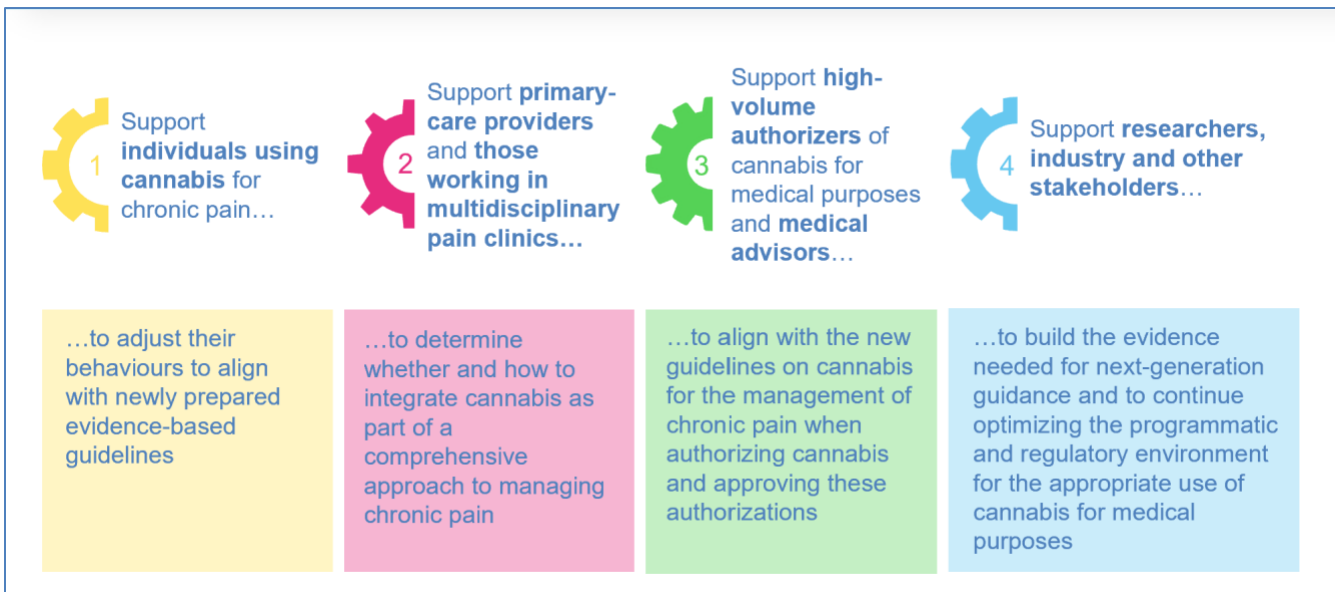 1
Support
individuals using
cannabis for
chronic pain…
2
Support primary-
care providers
and those
working in
multidisciplinary
pain clinics…
3
Support high-
volume
authorizers of
cannabis for
medical purposes
and medical
advisors…
4
Support researchers,
industry and other
stakeholders…
…to adjust their
behaviours to align
with newly prepared
evidence-based
guidelines
…to determine
whether and how to
integrate cannabis as
part of a
comprehensive
approach to managing
chronic pain
…to align with the new
guidelines on cannabis
for the management of
chronic pain when
authorizing cannabis
and approving these
authorizations
…to build the evidence
needed for next-generation
guidance and to continue
optimizing the programmatic
and regulatory environment
for the appropriate use of
cannabis for medical
purposes